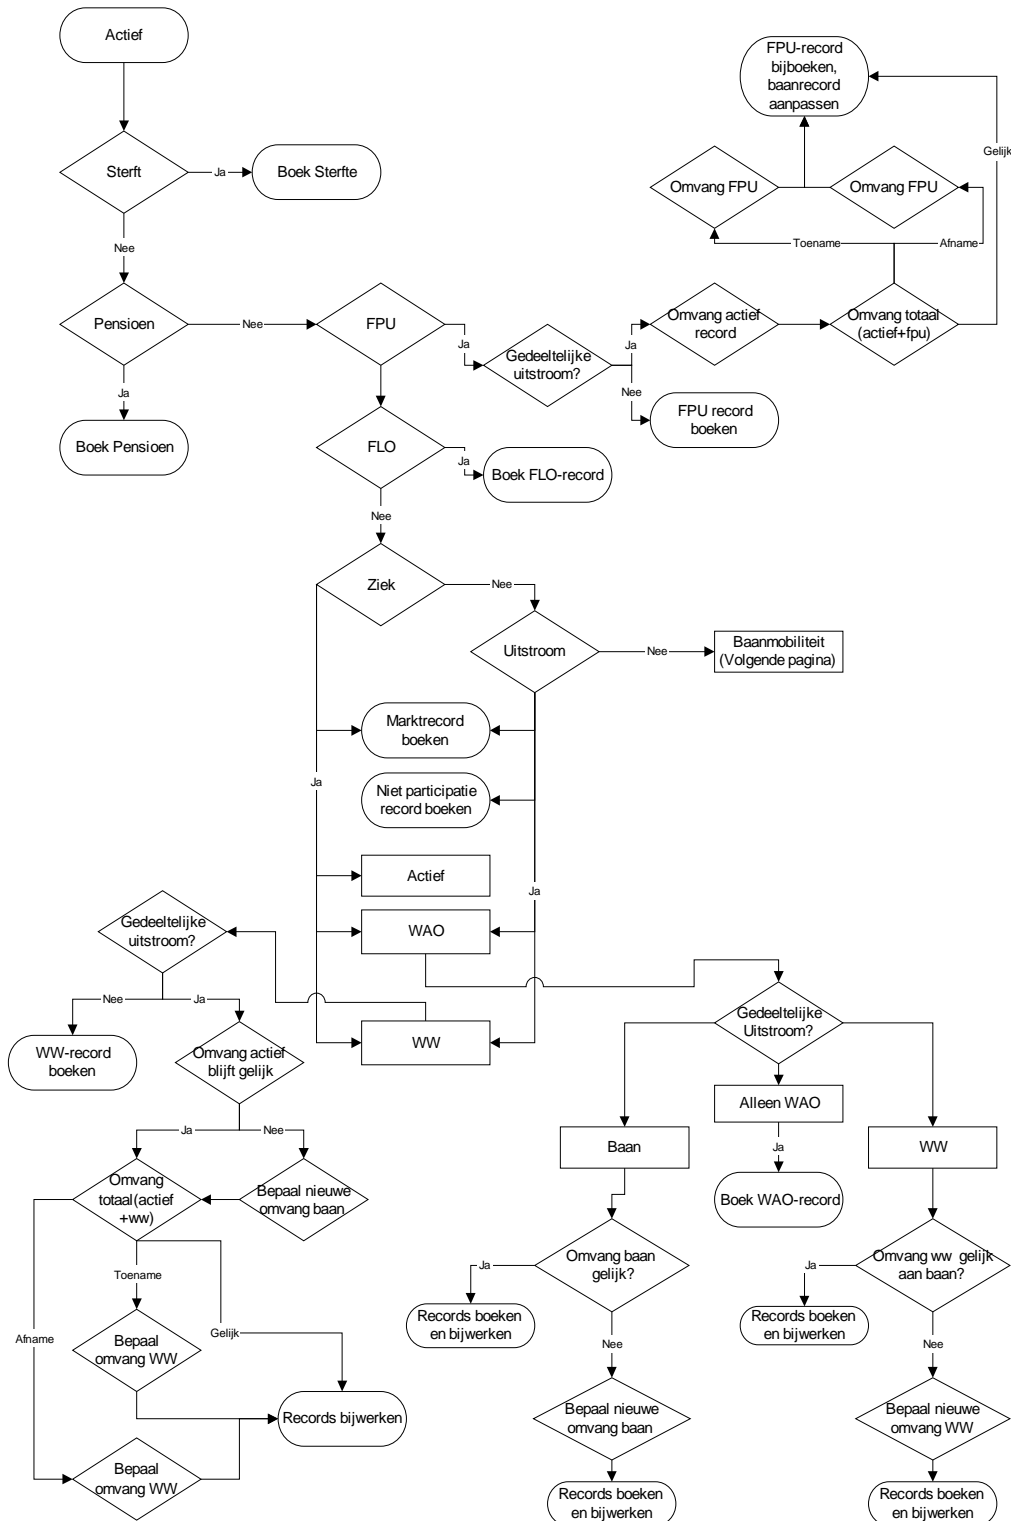 Actief
FPU-record
bijboeken,
baanrecord
aanpassen
Gelijk
Sterft
Ja
Boek Sterfte
Omvang FPU
Omvang FPU
Nee
Toename
Afname
Pensioen
Nee
FPU
Ja
Gedeeltelijke
uitstroom?
Ja
Omvang actief
record
Omvang totaal
(actief+fpu)
Ja
Nee
FPU record
boeken
Boek Pensioen
FLO
Ja
Boek FLO-record
Nee
Ziek
Nee
Uitstroom
Nee
Baanmobiliteit
(Volgende pagina)
Marktrecord
boeken
Ja
Niet participatie
record boeken
Actief
Ja
Gedeeltelijke
uitstroom?
WAO
Nee
Ja
Gedeeltelijke
Uitstroom?
WW-record
boeken
Omvang actief
blijft gelijk
WW
Alleen WAO
Ja
Nee
Baan
Ja
WW
Omvang
totaal(actief
+ww)
Bepaal nieuwe
omvang baan
Boek WAO-record
Toename
Ja
Omvang baan
gelijk?
Ja
Omvang ww gelijk
aan baan?
Afname
Gelijk
Records boeken
en bijwerken
Records boeken
en bijwerken
Bepaal
omvang WW
Nee
Nee
Records bijwerken
Bepaal nieuwe
omvang baan
Bepaal nieuwe
omvang WW
Bepaal
omvang WW
Records boeken
en bijwerken
Records boeken
en bijwerken